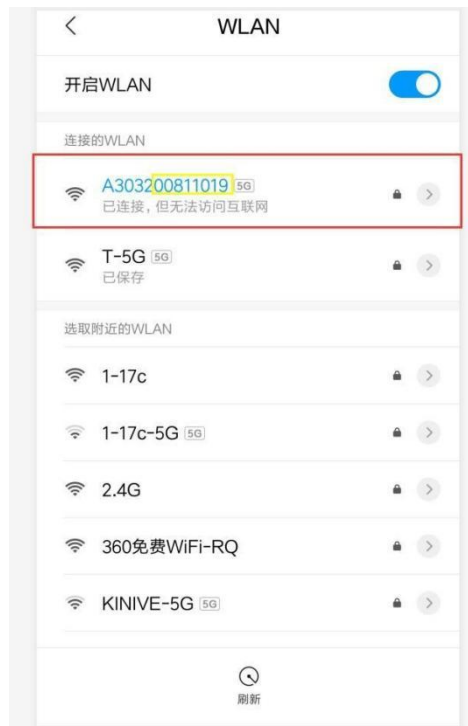 WLAN
开启WLAN
连接的WLAN
A303200811019 5G
已连接，但无法访问互联网
T-5G 5G
已保存
选取附近的WLAN
1-17c
1-17c-5G 5G
2.4G
360免费WiFi-RQ
KINIVE-5G 5G
刷新